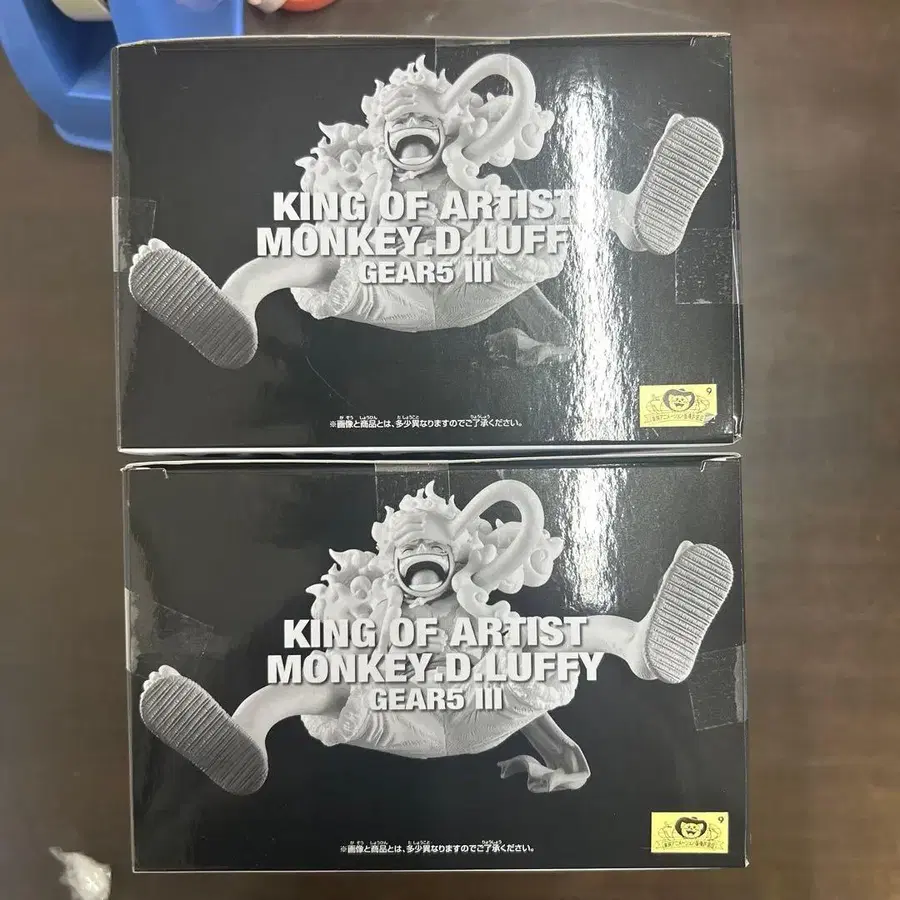 KING OF ARTIST
MONKEY.D.LUFFY
GEAR5 III
※画像と商品とは、多少異なりますのでご了承ください。
9
KING OF ARTIST
MONKEY.D.LUFFY
GEAR5 III
※画像と商品とは、多少異なりますのでご了承ください。
9